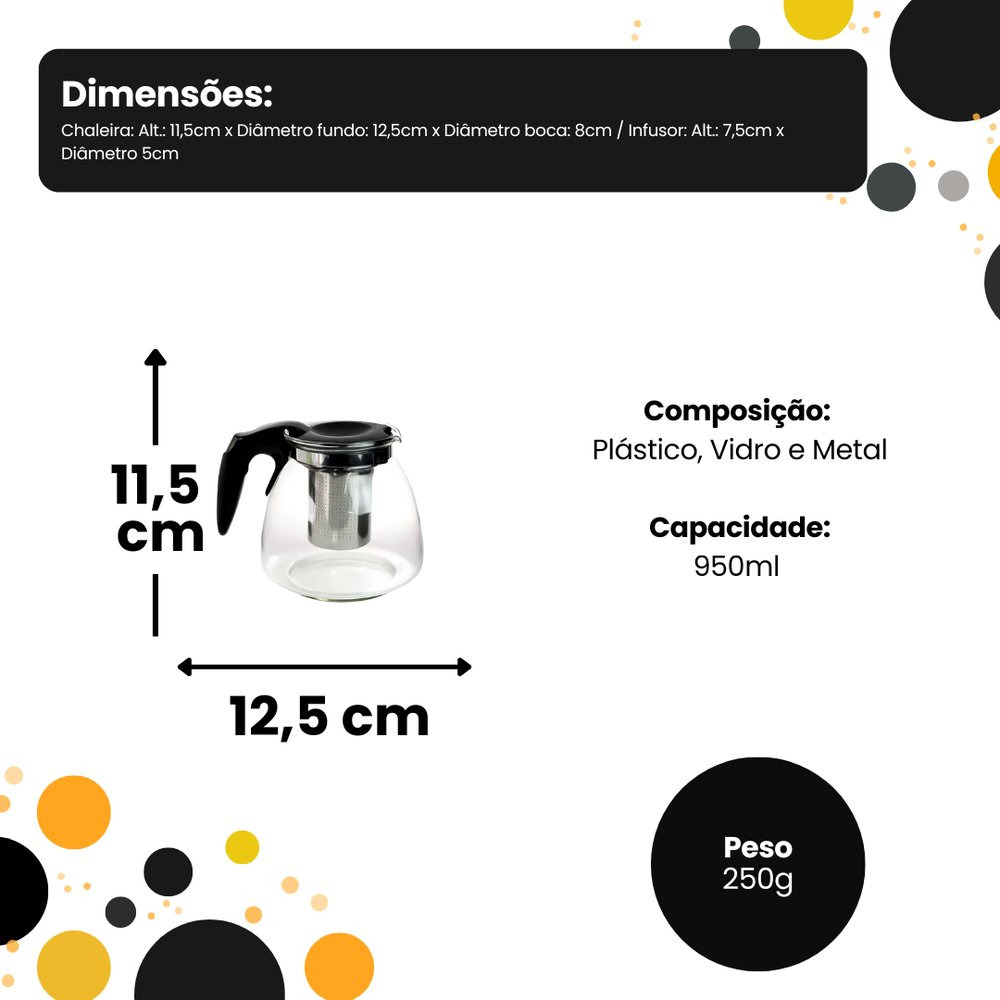 Dimensões:
Chaleira: Alt.: 11,5cm x Diâmetro fundo: 12,5cm x Diâmetro boca: 8cm / Infusor: Alt.: 7,5cm x
Diâmetro 5cm
11,5
cm
12,5 cm
Composição:
Plástico, Vidro e Metal
Capacidade:
950ml
Peso
250g